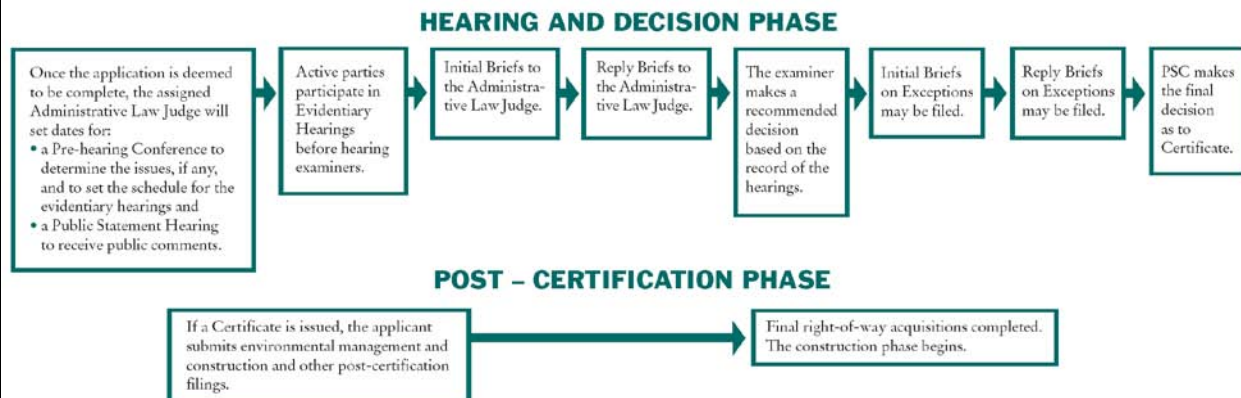 HEARING AND DECISION PHASE
Once the application is deemed
to be complete, the assigned
Administrative Law Judge will
set dates for:
• a Pre-hearing Conference to
determine the issues, if any,
and to set the schedule for the
evidentiary hearings and
• a Public Statement Hearing
to receive public comments.
Active parties
participate in
Evidentiary
Hearings
before hearing
examiners.
Initial Briefs to
the Administra-
tive Law Judge.
Reply Briefs to
the Administra-
tive Law Judge.
The examiner
makes a
recommended
decision
based on the
record of the
hearings.
Initial Briefs
on Exceptions
may be filed.
Reply Briefs
on Exceptions
may be filed.
PSC makes
the final
decision
as to
Certificate.
POST – CERTIFICATION PHASE
If a Certificate is issued, the applicant
submits environmental management and
construction and other post-certification
filings.
Final right-of-way acquisitions completed.
The construction phase begins.